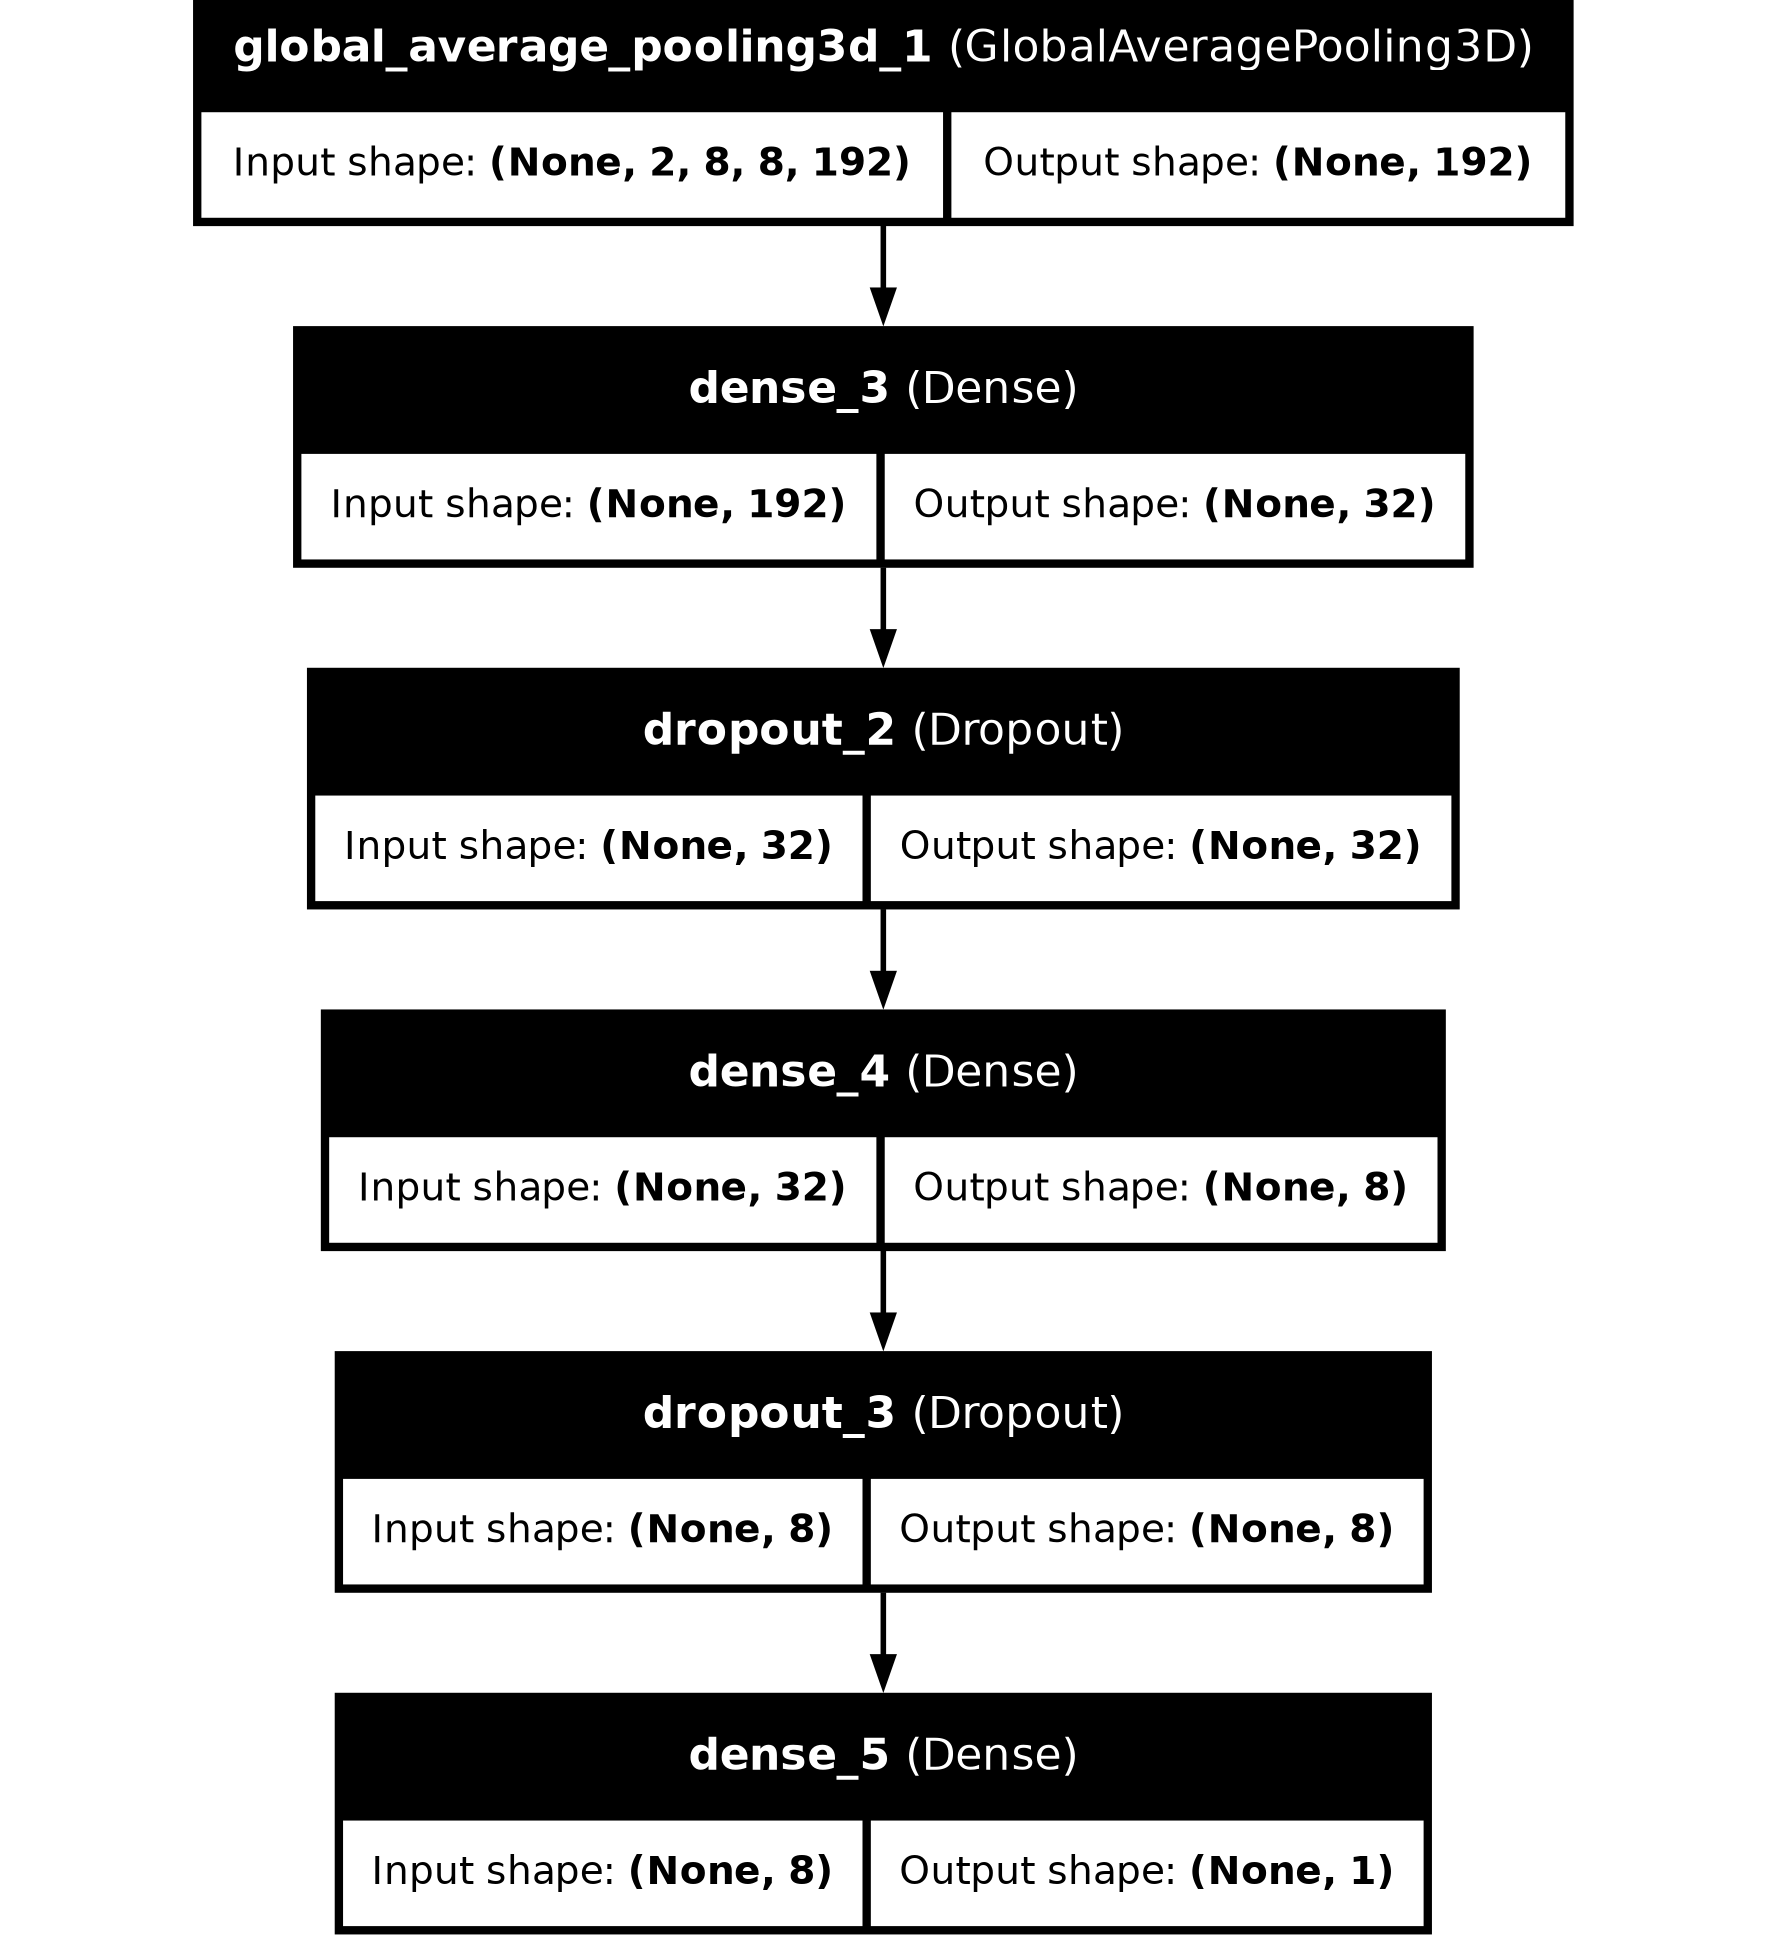 global_average_pooling3d_1 (GlobalAveragePooling3D)
Input shape: (None, 2, 8, 8, 192) Output shape: (None, 192)
dense_3 (Dense)
Input shape: (None, 192) Output shape: (None, 32)
dropout_2 (Dropout)
Input shape: (None, 32) Output shape: (None, 32)
dense_4 (Dense)
Input shape: (None, 32) Output shape: (None, 8)
dropout_3 (Dropout)
Input shape: (None, 8) Output shape: (None, 8)
dense_5 (Dense)
Input shape: (None, 8) Output shape: (None, 1)